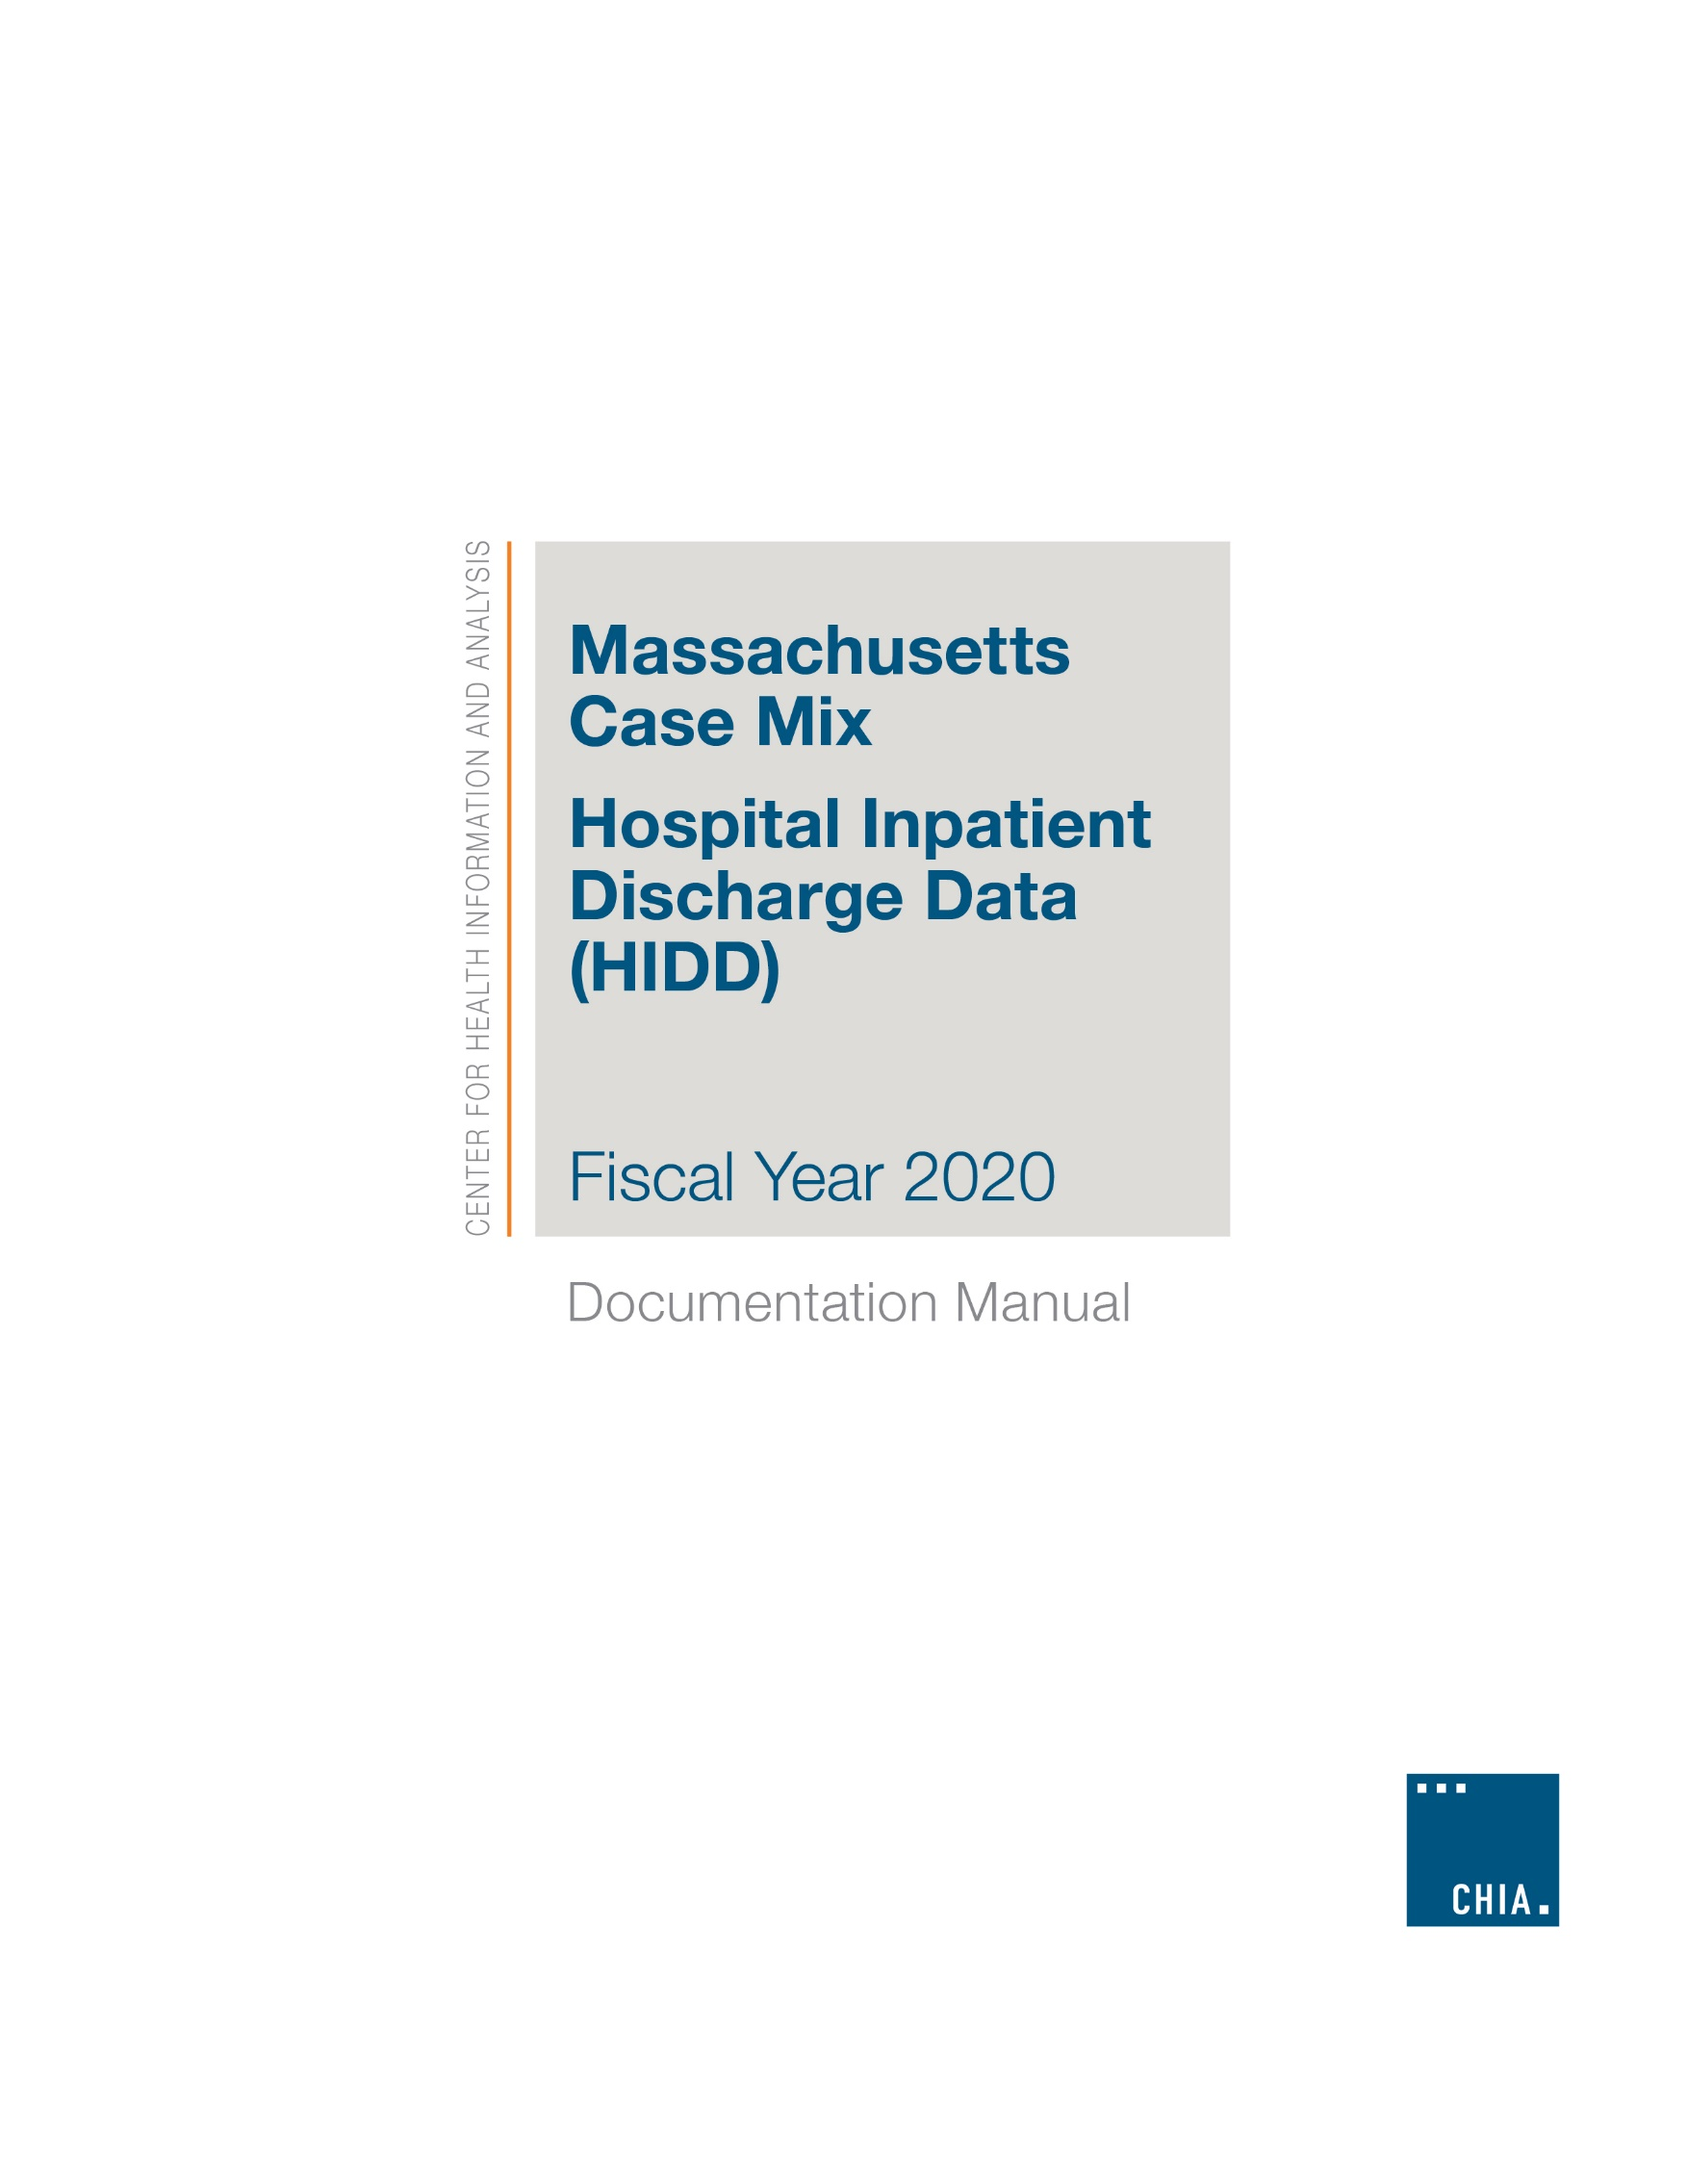 CENTER FOR HEALTH INFORMATION AND ANALYSIS
Massachusetts
Case Mix
Hospital Inpatient
Discharge Data
(HIDD)
Fiscal Year 2020
Documentation Manual
CHIA.